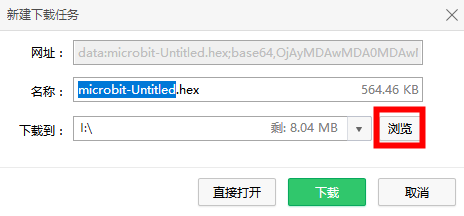 新建下载任务
网址： data:microbit-Untitled.hex;base64,OjAyMDAwMDA0MDAwI
名称： microbit-Untitled.hex 564.46 KB
下载到： I:\ 剩: 8.04 MB 浏览
直接打开 下载 取消